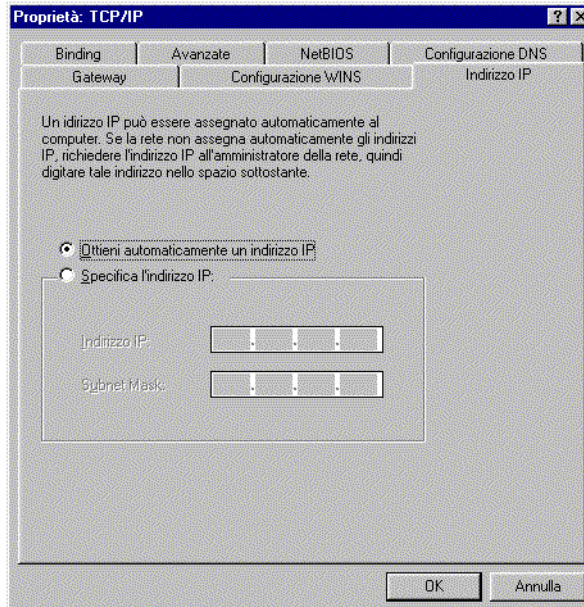 Proprietà: TCP/IP
Binding
Avanzate
NetBIOS
Configurazione DNS
Gateway
Configurazione WINS
Indirizzo IP
Un idirizzo IP può essere assegnato automaticamente al
computer. Se la rete non assegna automaticamente gli indirizzi
IP, richiedere l'indirizzo IP all'amministratore della rete, quindi
digitare tale indirizzo nello spazio sottostante.
Ottieni automaticamente un indirizzo IP
Specifica l'indirizzo IP:
Indirizzo IP:
Subnet Mask:
OK
Annulla